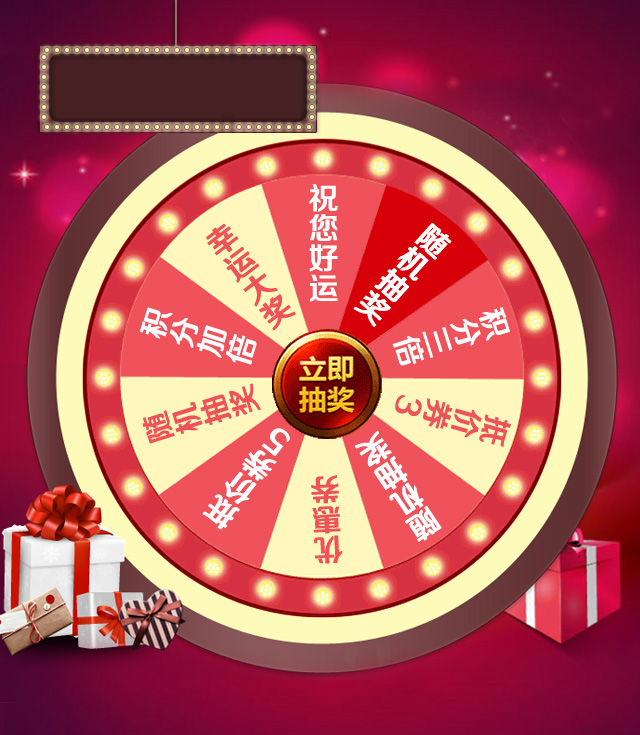 祝您好运
随机抽奖
积分三倍
抵价券3
随机抽奖
优惠券
抵价券5
随机抽奖
积分加倍
幸运大奖
立即
抽奖